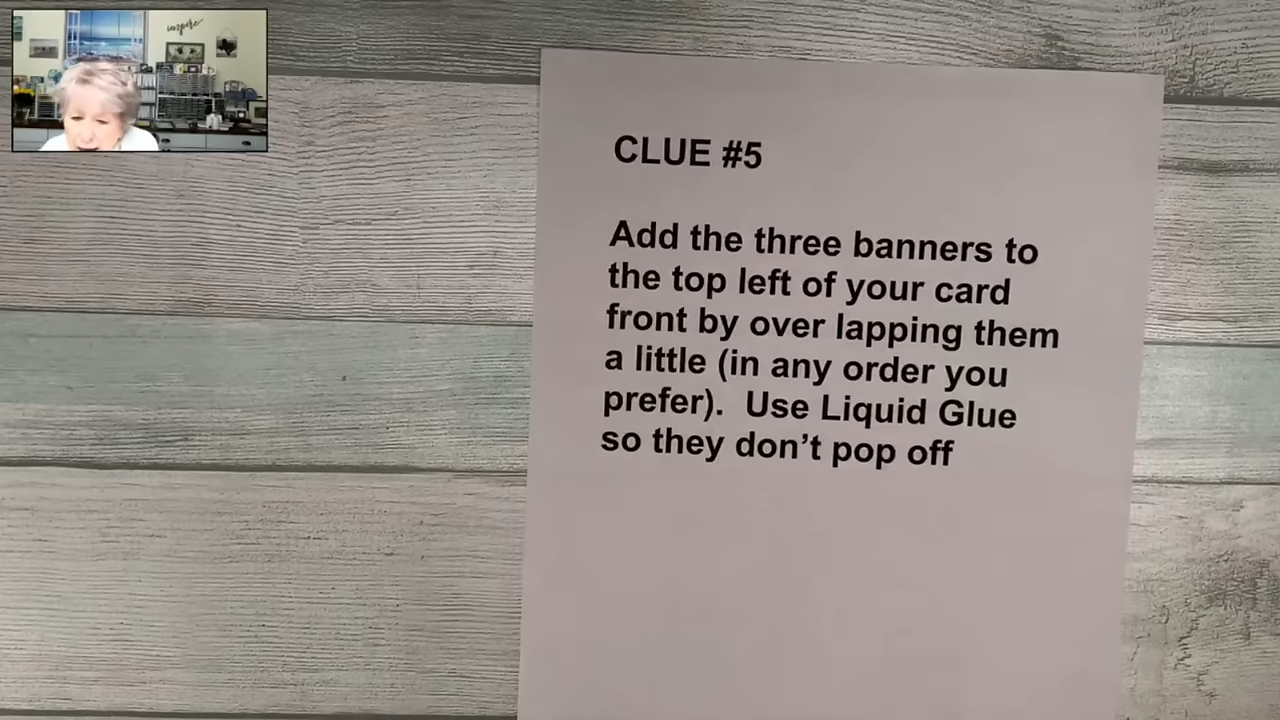 inspire
CLUE #5
Add the three banners to
the top left of your card
front by over lapping them
a little (in any order you
prefer).  Use Liquid Glue
so they don’t pop off